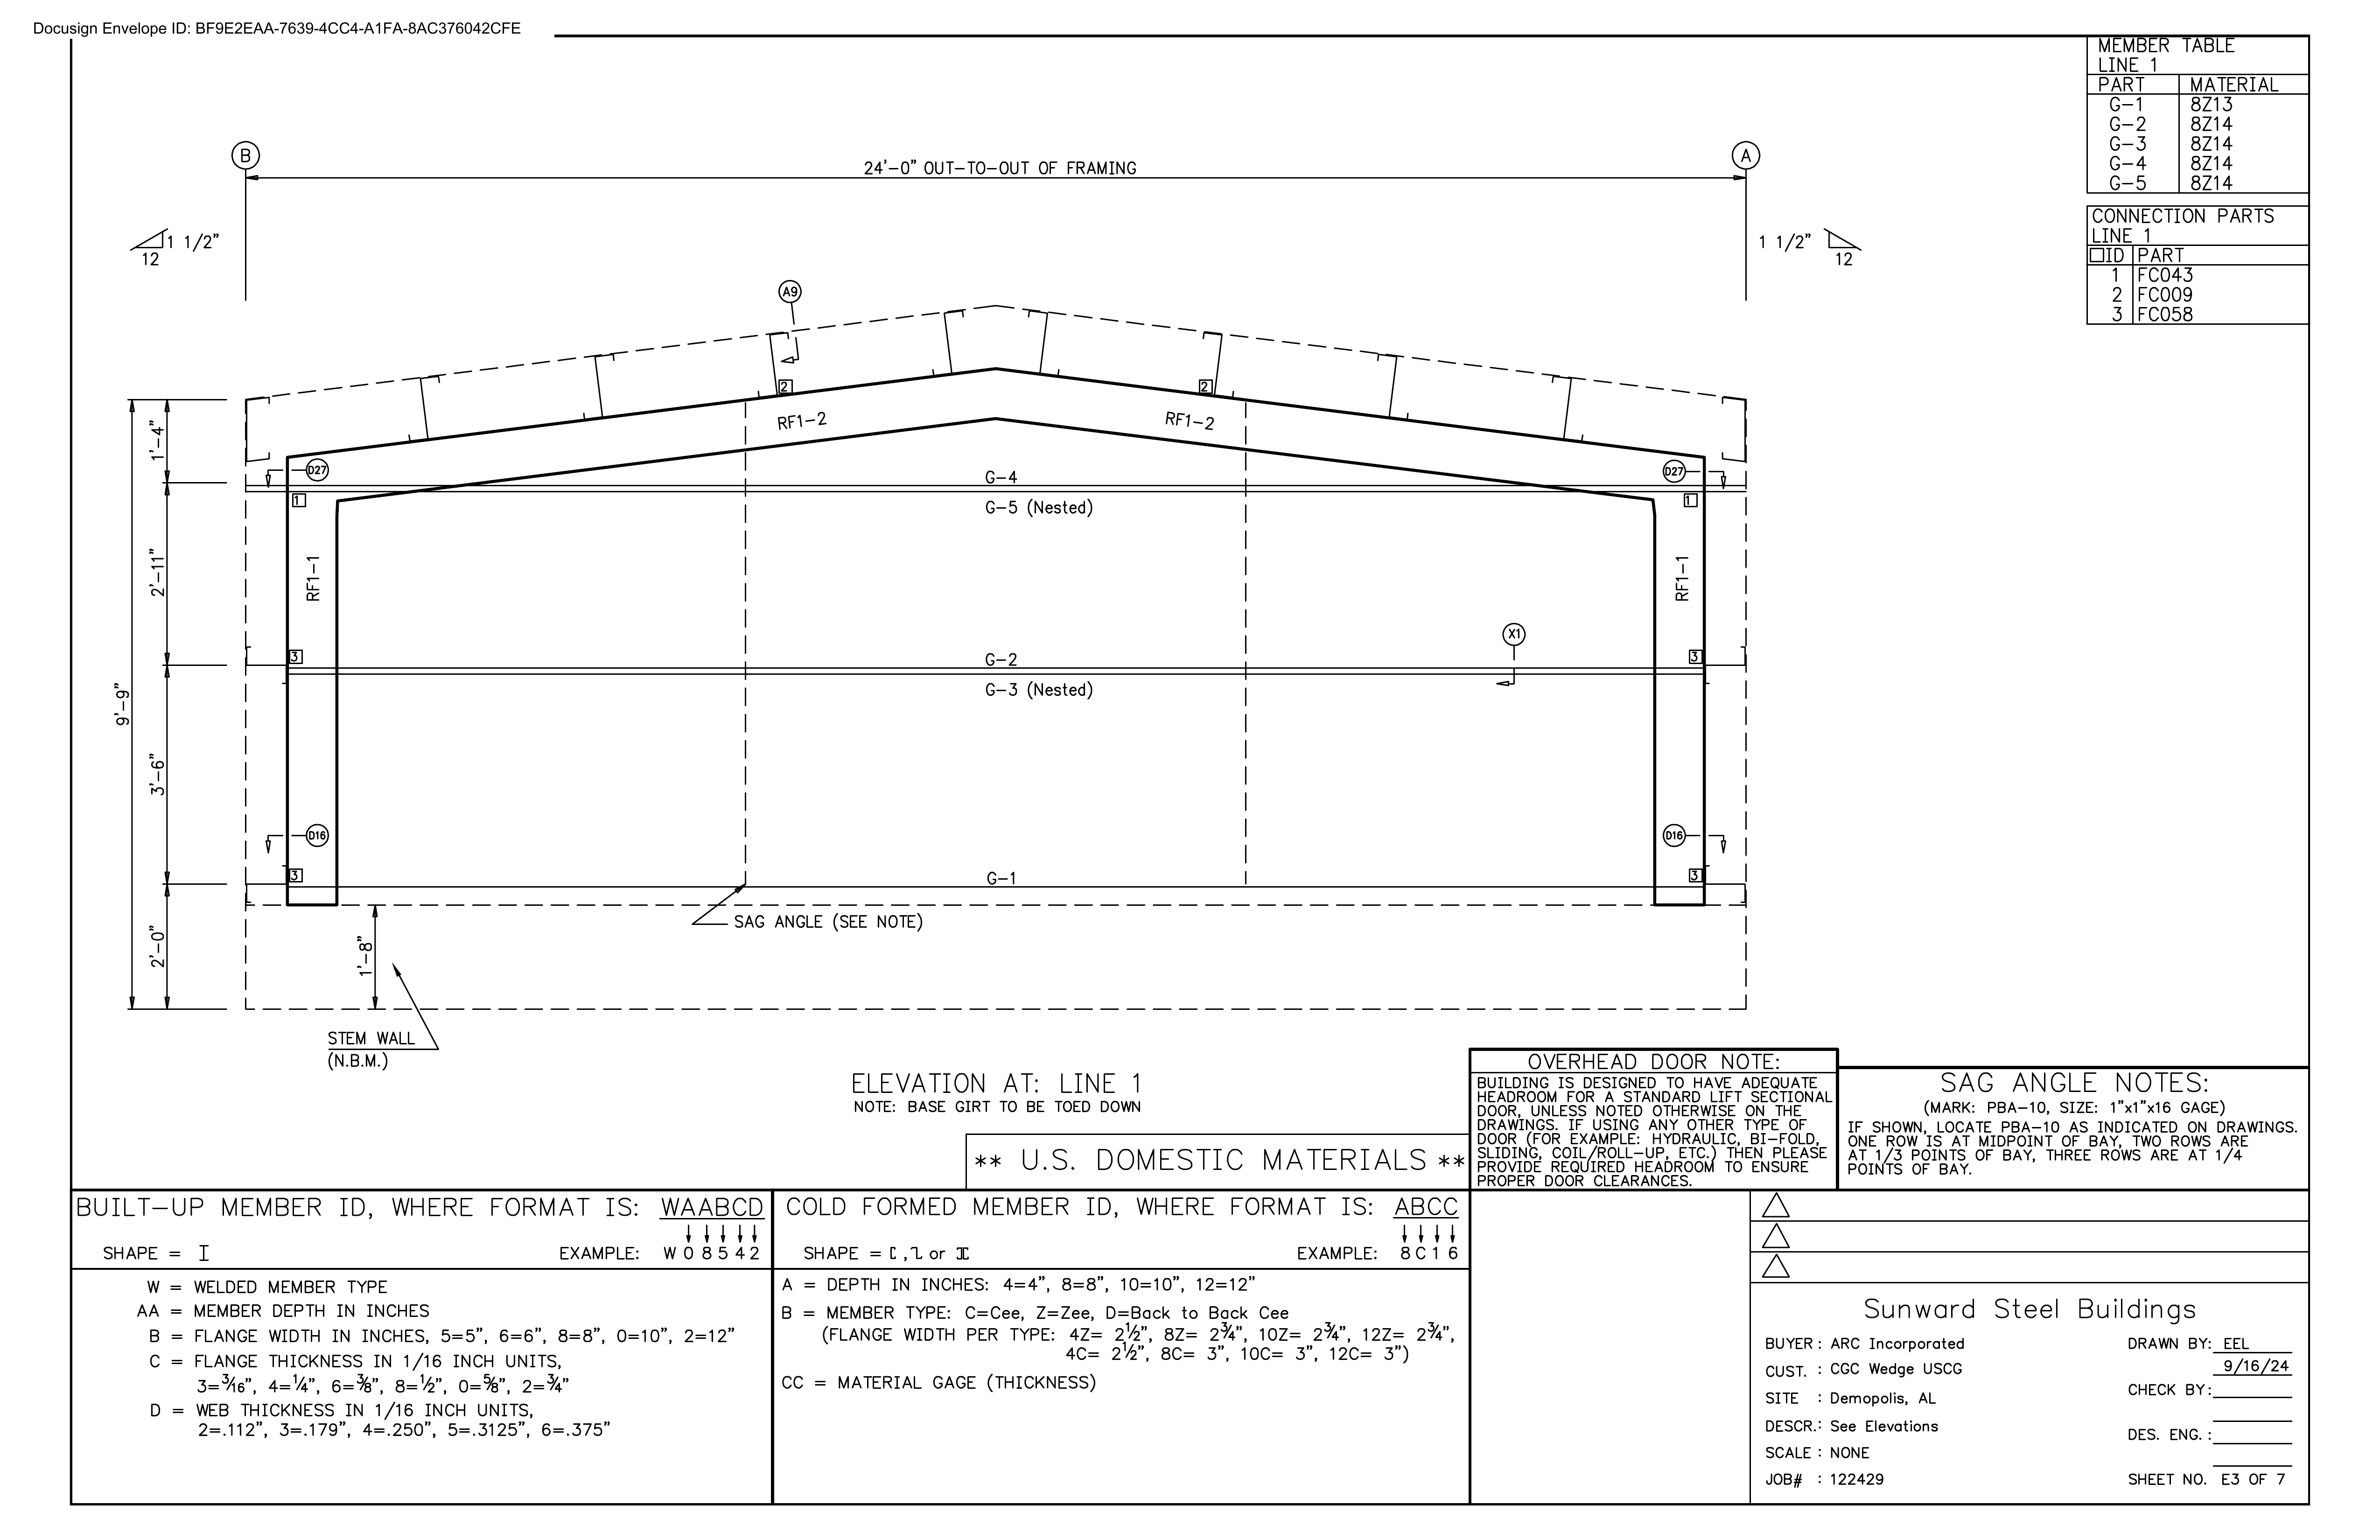 Docusign Envelope ID: BF9E2EAA-7639-4CC4-A1FA-8AC376042CFE
MEMBER TABLE
LINE 1
PART MATERIAL
G-1 8Z13
G-2 8Z14
G-3 8Z14
G-4 8Z14
G-5 8Z14
CONNECTION PARTS
LINE 1
□ID PART
1 FC043
2 FC009
3 FC058
B
A
24'-0" OUT-TO-OUT OF FRAMING
1 1/2"
12
1 1/2"
12
A9
2
2
RF1-2
RF1-2
1'-4"
D27
D27
G-4
1
1
G-5 (Nested)
2'-11"
RF1-1
RF1-1
X1
3
3
G-2
G-3 (Nested)
9'-9"
3'-6"
D16
D16
3
3
G-1
SAG ANGLE (SEE NOTE)
2'-0"
1'-8"
STEM WALL
(N.B.M.)
ELEVATION AT: LINE 1
NOTE: BASE GIRT TO BE TOED DOWN
** U.S. DOMESTIC MATERIALS **
OVERHEAD DOOR NOTE:
BUILDING IS DESIGNED TO HAVE ADEQUATE
HEADROOM FOR A STANDARD LIFT SECTIONAL
DOOR, UNLESS NOTED OTHERWISE ON THE
DRAWINGS. IF USING ANY OTHER TYPE OF
DOOR (FOR EXAMPLE: HYDRAULIC, BI-FOLD,
SLIDING, COIL/ROLL-UP, ETC.) THEN PLEASE
PROVIDE REQUIRED HEADROOM TO ENSURE
PROPER DOOR CLEARANCES.
SAG ANGLE NOTES:
(MARK: PBA-10, SIZE: 1"x1"x16 GAGE)
IF SHOWN, LOCATE PBA-10 AS INDICATED ON DRAWINGS.
ONE ROW IS AT MIDPOINT OF BAY, TWO ROWS ARE
AT 1/3 POINTS OF BAY, THREE ROWS ARE AT 1/4
POINTS OF BAY.
BUILT-UP MEMBER ID, WHERE FORMAT IS: WAABCD
SHAPE = I EXAMPLE: W 0 8 5 4 2
W = WELDED MEMBER TYPE
AA = MEMBER DEPTH IN INCHES
B = FLANGE WIDTH IN INCHES, 5=5", 6=6", 8=8", 0=10", 2=12"
C = FLANGE THICKNESS IN 1/16 INCH UNITS,
3=3/16", 4=1/4", 6=3/8", 8=1/2", 0=5/8", 2=3/4"
D = WEB THICKNESS IN 1/16 INCH UNITS,
2=.112", 3=.179", 4=.250", 5=.3125", 6=.375"
COLD FORMED MEMBER ID, WHERE FORMAT IS: ABCC
SHAPE = [ , Z or ][ EXAMPLE: 8 C 1 6
A = DEPTH IN INCHES: 4=4", 8=8", 10=10", 12=12"
B = MEMBER TYPE: C=Cee, Z=Zee, D=Back to Back Cee
(FLANGE WIDTH PER TYPE: 4Z= 2 1/2", 8Z= 2 3/4", 10Z= 2 3/4", 12Z= 2 3/4",
4C= 2 1/2", 8C= 3", 10C= 3", 12C= 3")
CC = MATERIAL GAGE (THICKNESS)
Sunward Steel Buildings
BUYER : ARC Incorporated
CUST. : CGC Wedge USCG
SITE : Demopolis, AL
DESCR.: See Elevations
SCALE : NONE
JOB# : 122429
DRAWN BY: EEL
9/16/24
CHECK BY:
DES. ENG. :
SHEET NO. E3 OF 7